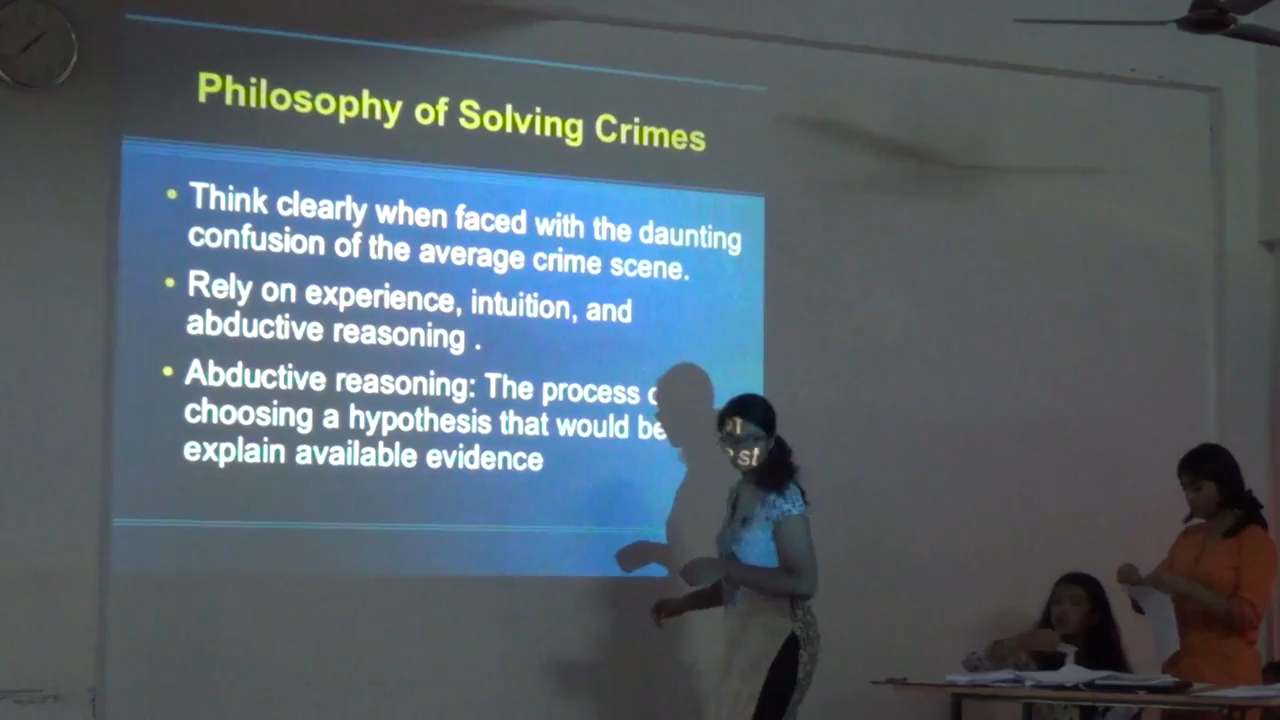 Philosophy of Solving Crimes
• Think clearly when faced with the daunting
confusion of the average crime scene.
• Rely on experience, intuition, and
abductive reasoning .
• Abductive reasoning: The process
choosing a hypothesis that would
explain available evidence